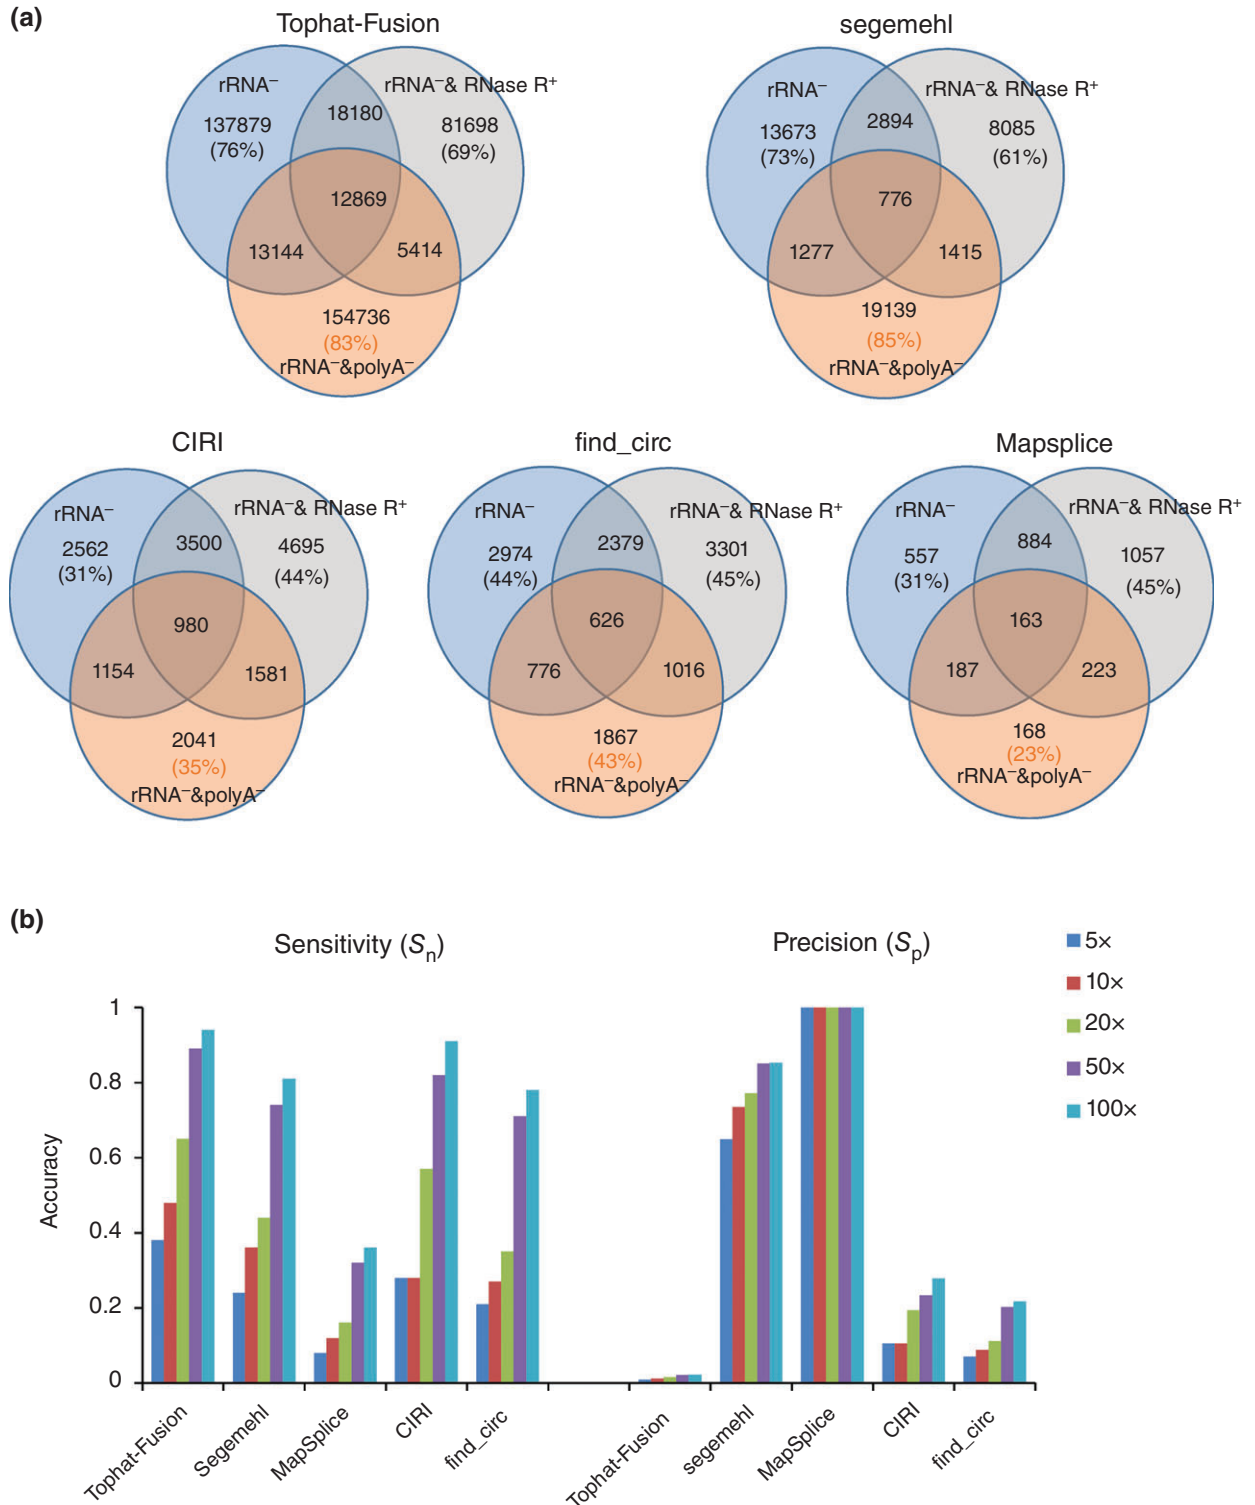 (a)
Tophat-Fusion
segemehl
rRNA⁻
rRNA⁻& RNase R⁺
137879
(76%)
18180
81698
(69%)
12869
13144
5414
154736
(83%)
rRNA⁻&polyA⁻
rRNA⁻
rRNA⁻& RNase R⁺
13673
(73%)
2894
8085
(61%)
776
1277
1415
19139
(85%)
rRNA⁻&polyA⁻
CIRI
find_circ
Mapsplice
rRNA⁻
rRNA⁻& RNase R⁺
2562
(31%)
3500
4695
(44%)
980
1154
1581
2041
(35%)
rRNA⁻&polyA⁻
rRNA⁻
rRNA⁻& RNase R⁺
2974
(44%)
2379
3301
(45%)
626
776
1016
1867
(43%)
rRNA⁻&polyA⁻
rRNA⁻
rRNA⁻& RNase R⁺
557
(31%)
884
1057
(45%)
163
187
223
168
(23%)
rRNA⁻&polyA⁻
(b)
Sensitivity (Sn)
Precision (Sp)
5×
10×
20×
50×
100×
Accuracy
1
0.8
0.6
0.4
0.2
0
Tophat-Fusion
Segemehl
MapSplice
CIRI
find_circ
Tophat-Fusion
segemehl
MapSplice
CIRI
find_circ